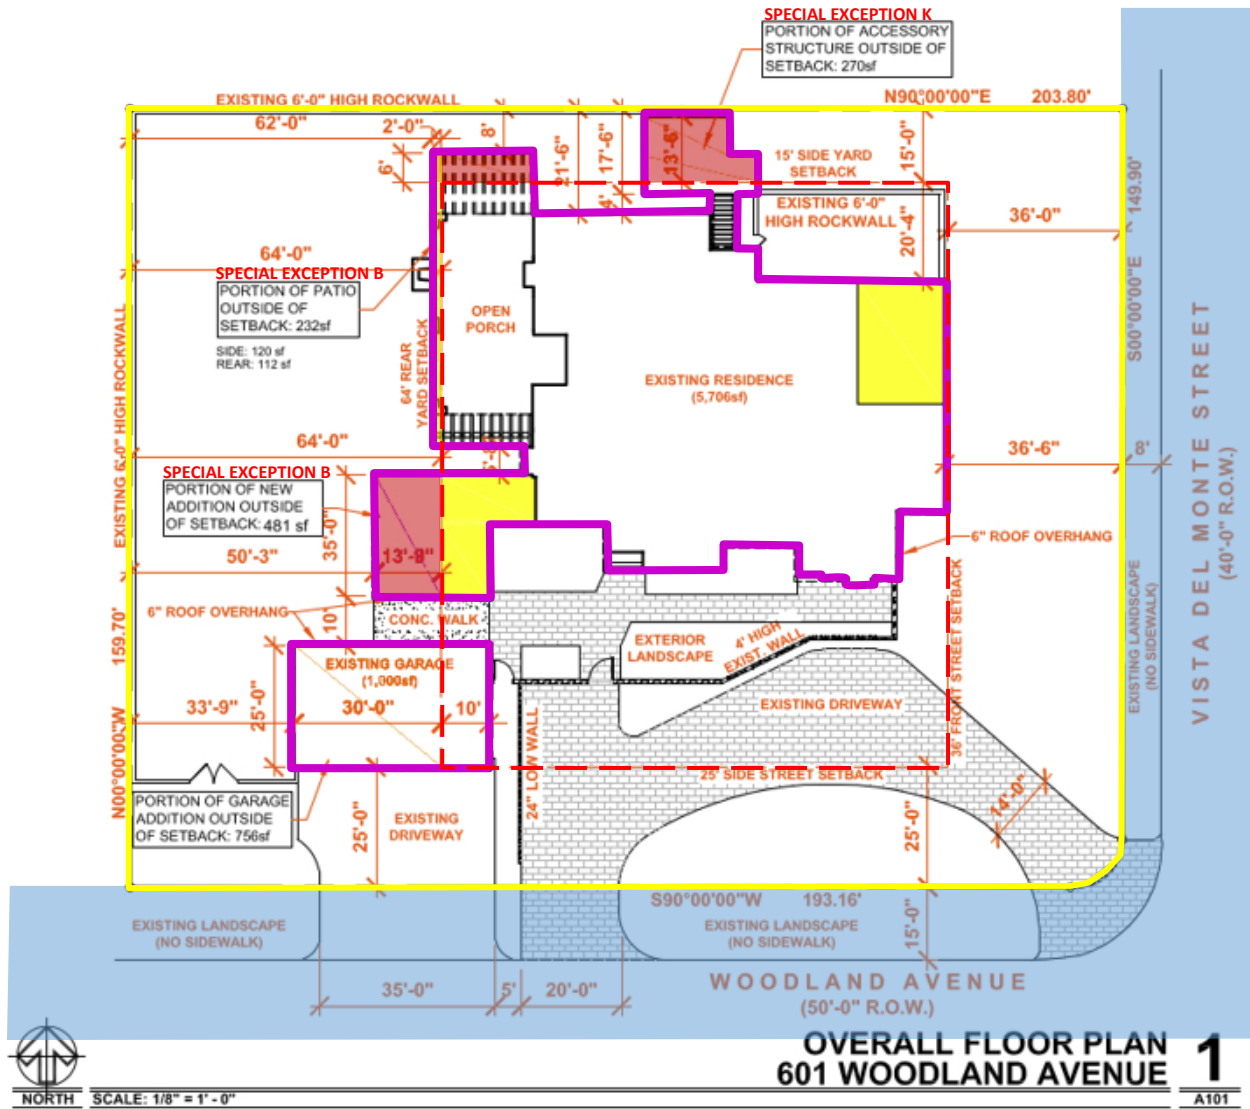 SPECIAL EXCEPTION K
PORTION OF ACCESSORY
STRUCTURE OUTSIDE OF
SETBACK: 270sf
EXISTING 6'-0" HIGH ROCKWALL
N90°00'00"E 203.80'
62'-0"
2'-0"
8'
6'
21'-6"
17'-6"
4'
13'-6"
15' SIDE YARD
SETBACK
15'-0"
EXISTING 6'-0"
HIGH ROCKWALL
20'-4"
36'-0"
S00°00'00"E 149.90'
64'-0"
SPECIAL EXCEPTION B
PORTION OF PATIO
OUTSIDE OF
SETBACK: 232sf
SIDE: 120 sf
REAR: 112 sf
OPEN
PORCH
64' REAR
YARD SETBACK
EXISTING 6'-0" HIGH ROCKWALL
EXISTING RESIDENCE
(5,706sf)
VISTA DEL MONTE STREET
(40'-0" R.O.W.)
64'-0"
36'-6"
8'
SPECIAL EXCEPTION B
PORTION OF NEW
ADDITION OUTSIDE
OF SETBACK: 481 sf
35'-0"
50'-3"
13'-9"
6" ROOF OVERHANG
6" ROOF OVERHANG
10'
CONC. WALK
159.70'
N00°00'00"W
EXTERIOR
LANDSCAPE
4' HIGH
EXIST. WALL
EXISTING LANDSCAPE
(NO SIDEWALK)
EXISTING GARAGE
(1,000sf)
33'-9"
25'-0"
30'-0"
10'
EXISTING DRIVEWAY
36' FRONT STREET SETBACK
24" LOW WALL
25' SIDE STREET SETBACK
PORTION OF GARAGE
ADDITION OUTSIDE
OF SETBACK: 756sf
EXISTING
DRIVEWAY
25'-0"
25'-0"
14'-0"
S90°00'00"W 193.16'
EXISTING LANDSCAPE
(NO SIDEWALK)
EXISTING LANDSCAPE
(NO SIDEWALK)
15'-0"
35'-0"
5'
20'-0"
WOODLAND AVENUE
(50'-0" R.O.W.)
OVERALL FLOOR PLAN
601 WOODLAND AVENUE
1
NORTH
SCALE: 1/8" = 1' - 0"
A101